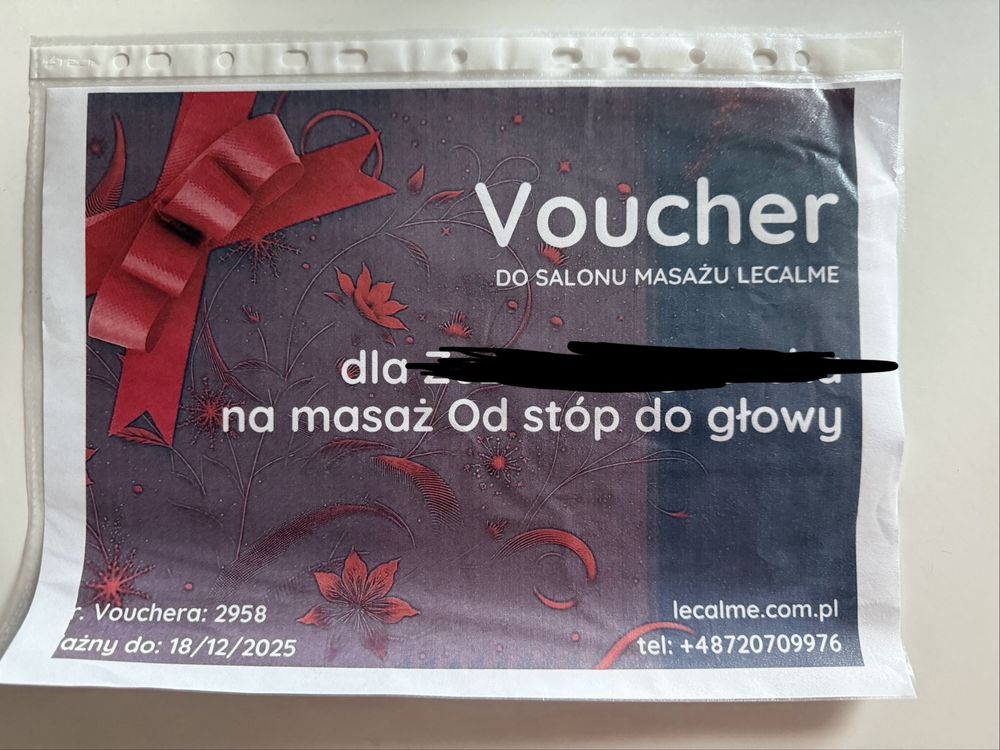 Voucher
DO SALONU MASAŻU LECALME
dla
na masaż Od stóp do głowy
r. Vouchera: 2958
ażny do: 18/12/2025
lecalme.com.pl
tel: +48720709976